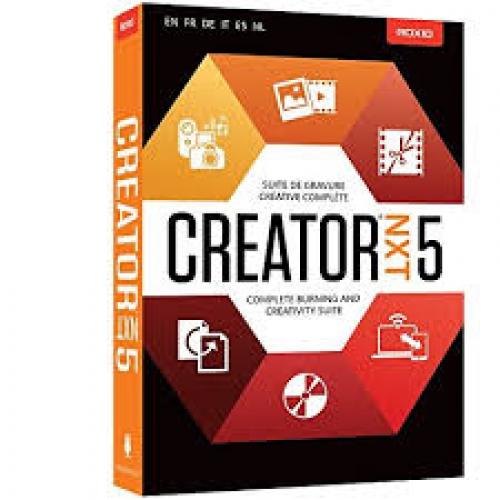 EN FR DE IT ES NL
ROXIO
SUITE DE GRAVURE
CRÉATIVE COMPLÈTE
CREATOR NXT 5
COMPLETE BURNING AND
CREATIVITY SUITE
CREATOR NXT 5